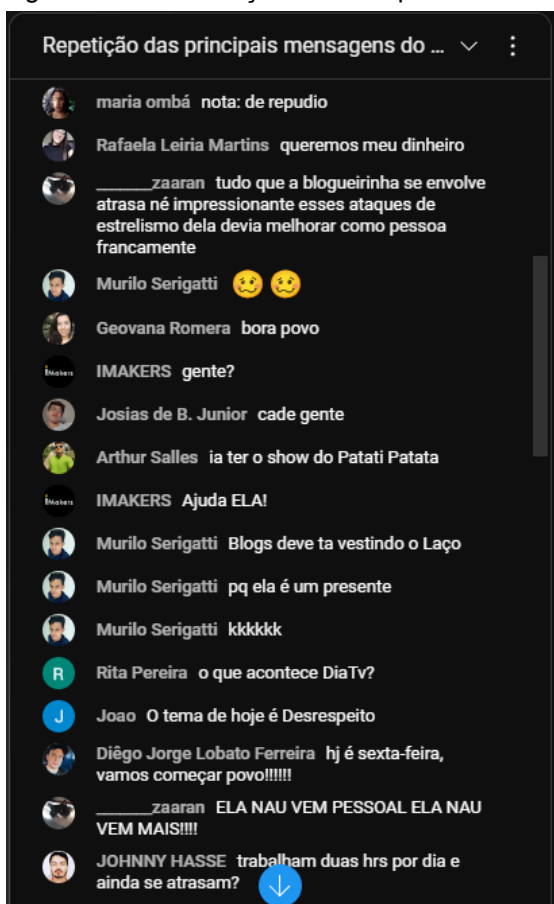 Repetição das principais mensagens do ...
maria ombá nota: de repudio
Rafaela Leiria Martins queremos meu dinheiro
_______zaaran tudo que a blogueirinha se envolve
atrasa né impressionante esses ataques de
estrelismo dela devia melhorar como pessoa
francamente
Murilo Serigatti 🥴🥴
Geovana Romera bora povo
IMAKERS gente?
Josias de B. Junior cade gente
Arthur Salles ia ter o show do Patati Patata
IMAKERS Ajuda ELA!
Murilo Serigatti Blogs deve ta vestindo o Laço
Murilo Serigatti pq ela é um presente
Murilo Serigatti kkkkkk
R Rita Pereira o que acontece DiaTv?
J Joao O tema de hoje é Desrespeito
Diêgo Jorge Lobato Ferreira hj é sexta-feira,
vamos começar povo!!!!!!
_______zaaran ELA NAU VEM PESSOAL ELA NAU
VEM MAIS!!!!
JOHNNY HASSE trabalham duas hrs por dia e
ainda se atrasam?